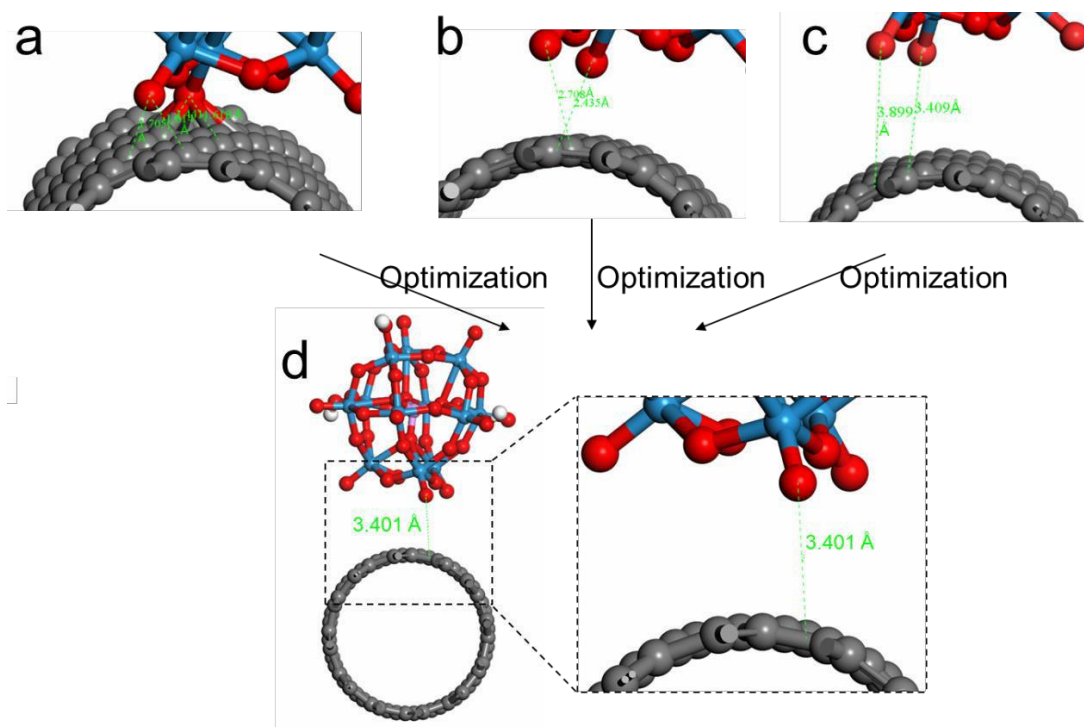 a
b
c
2.708Å
2.435Å
3.899
Å
3.409Å
Optimization
Optimization
Optimization
d
3.401 Å
3.401 Å